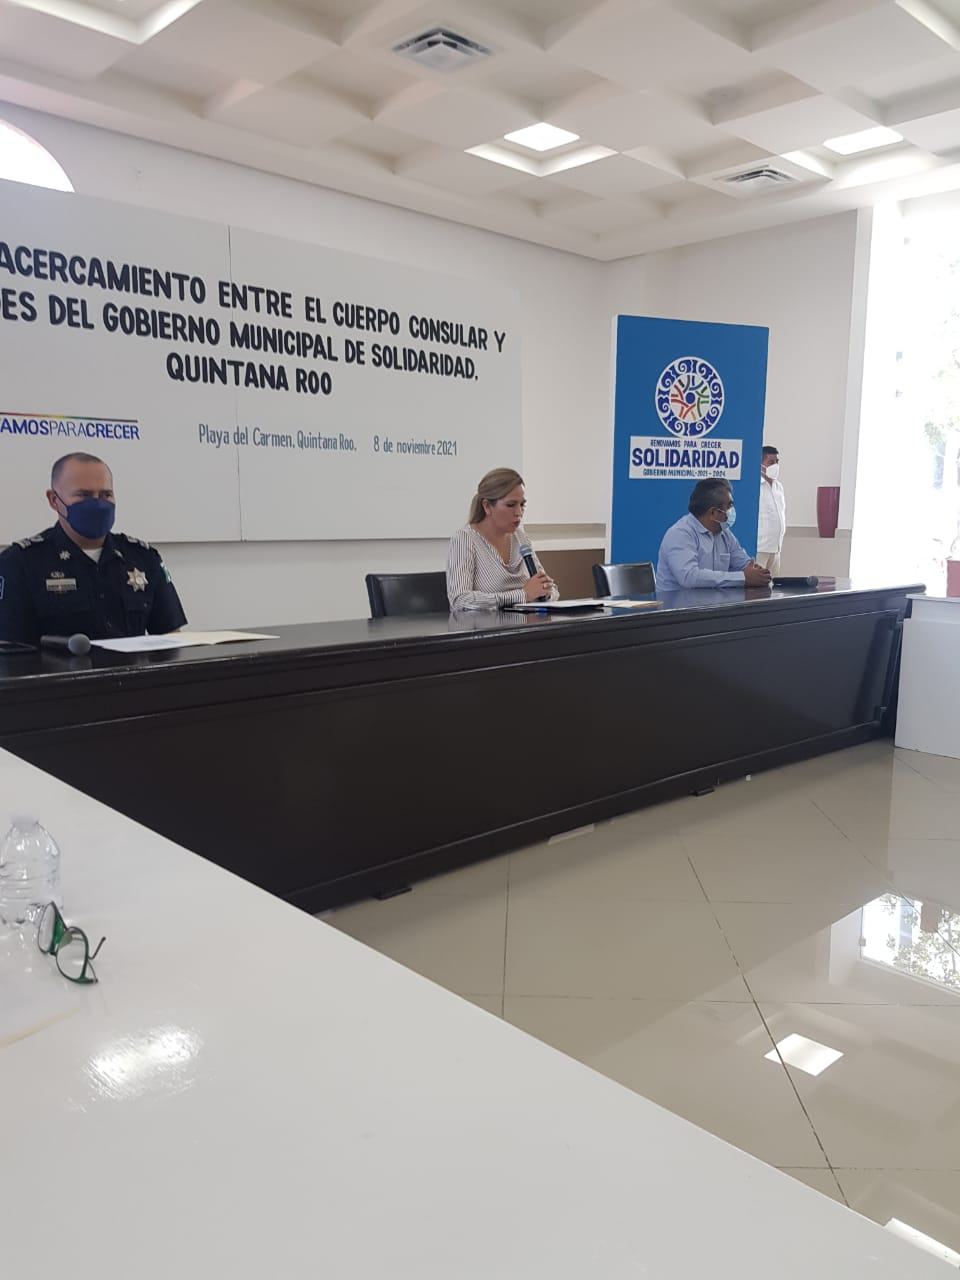 ACERCAMIENTO ENTRE EL CUERPO CONSULAR Y
DES DEL GOBIERNO MUNICIPAL DE SOLIDARIDAD,
QUINTANA ROO
AMOSPARACRECER
Playa del Carmen, Quintana Roo. 8 de noviembre 2021
RENOVAMOS PARA CRECER
SOLIDARIDAD
GOBIERNO MUNICIPAL • 2021 - 2024